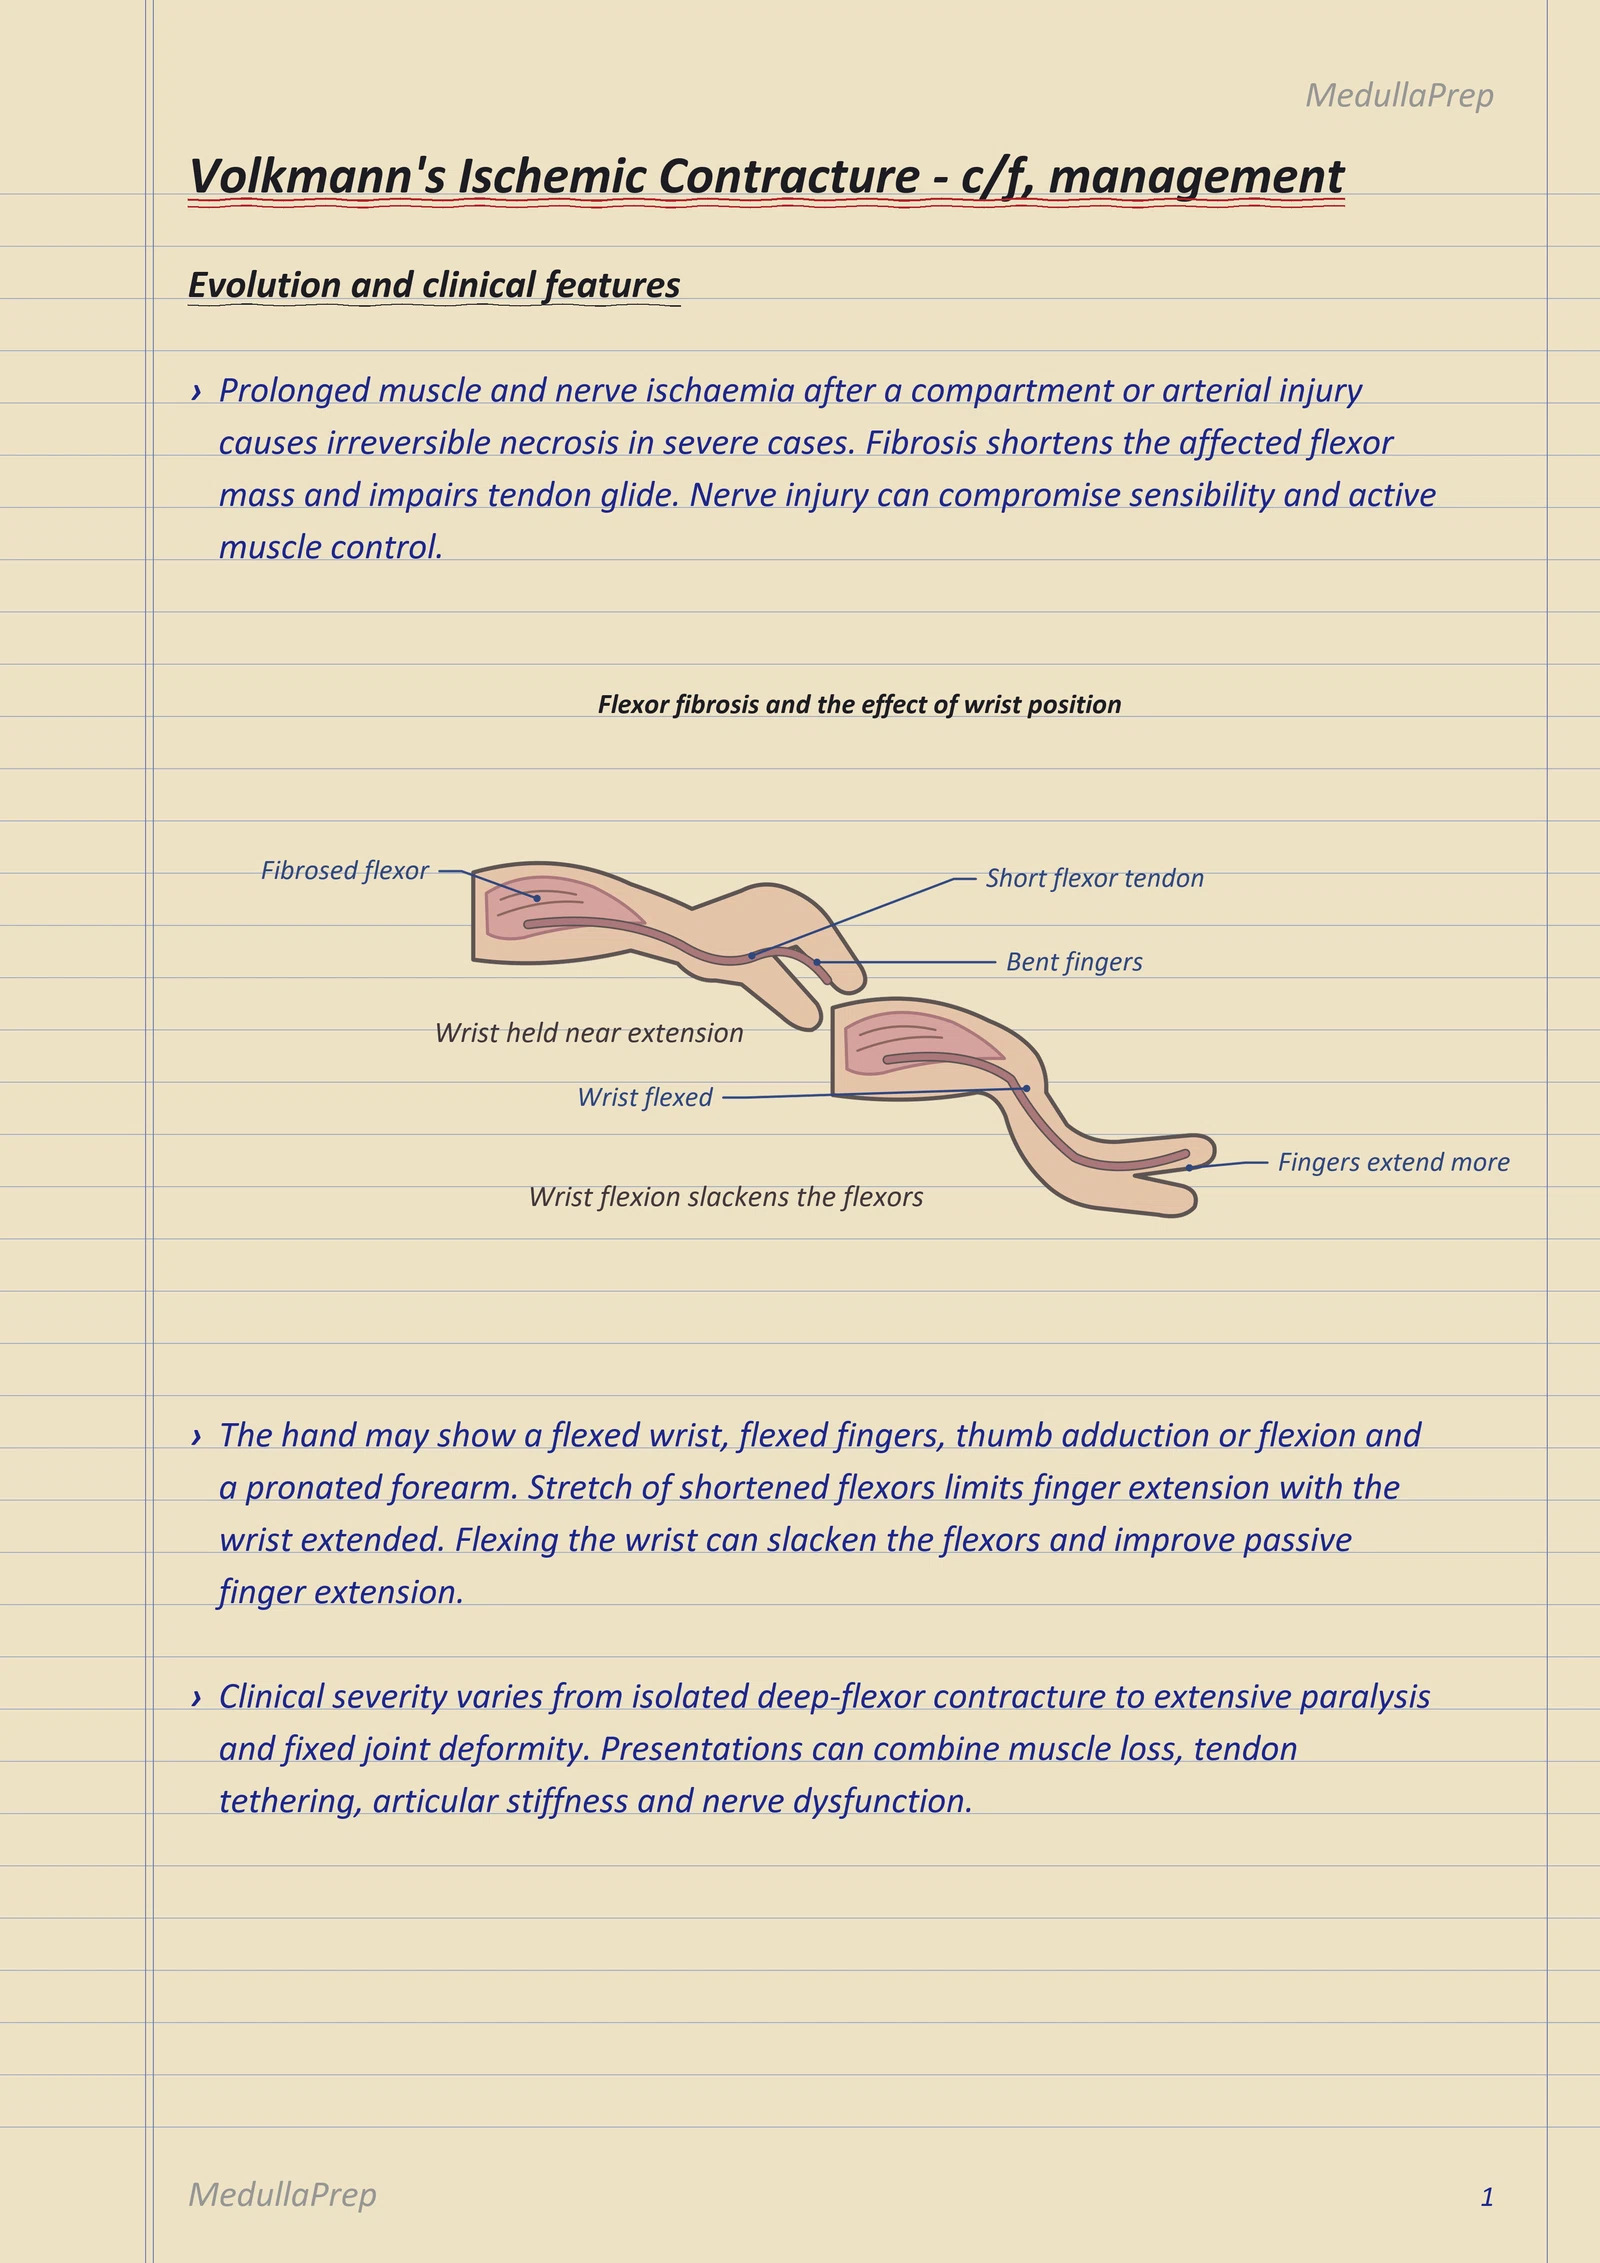 MedullaPrep
Volkmann's Ischemic Contracture - c/f, management
Evolution and clinical features
› Prolonged muscle and nerve ischaemia after a compartment or arterial injury
causes irreversible necrosis in severe cases. Fibrosis shortens the affected flexor
mass and impairs tendon glide. Nerve injury can compromise sensibility and active
muscle control.
Flexor fibrosis and the effect of wrist position
Fibrosed flexor
Short flexor tendon
Bent fingers
Wrist held near extension
Wrist flexed
Fingers extend more
Wrist flexion slackens the flexors
› The hand may show a flexed wrist, flexed fingers, thumb adduction or flexion and
a pronated forearm. Stretch of shortened flexors limits finger extension with the
wrist extended. Flexing the wrist can slacken the flexors and improve passive
finger extension.
› Clinical severity varies from isolated deep-flexor contracture to extensive paralysis
and fixed joint deformity. Presentations can combine muscle loss, tendon
tethering, articular stiffness and nerve dysfunction.
MedullaPrep
1